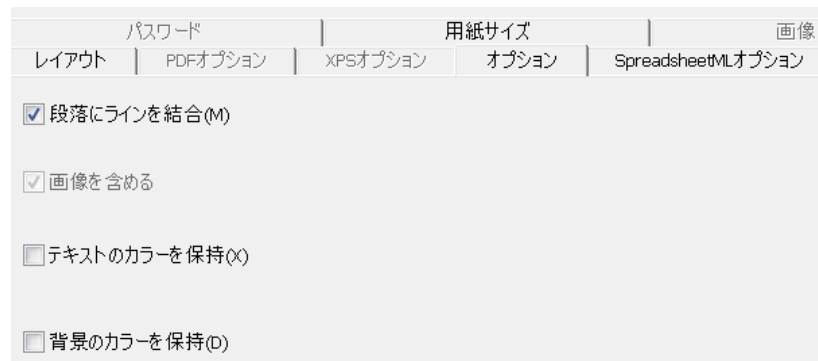 パスワード 用紙サイズ 画像
レイアウト PDFオプション XPSオプション オプション SpreadsheetMLオプション
段落にラインを結合(M)
画像を含める
テキストのカラーを保持(X)
背景のカラーを保持(D)